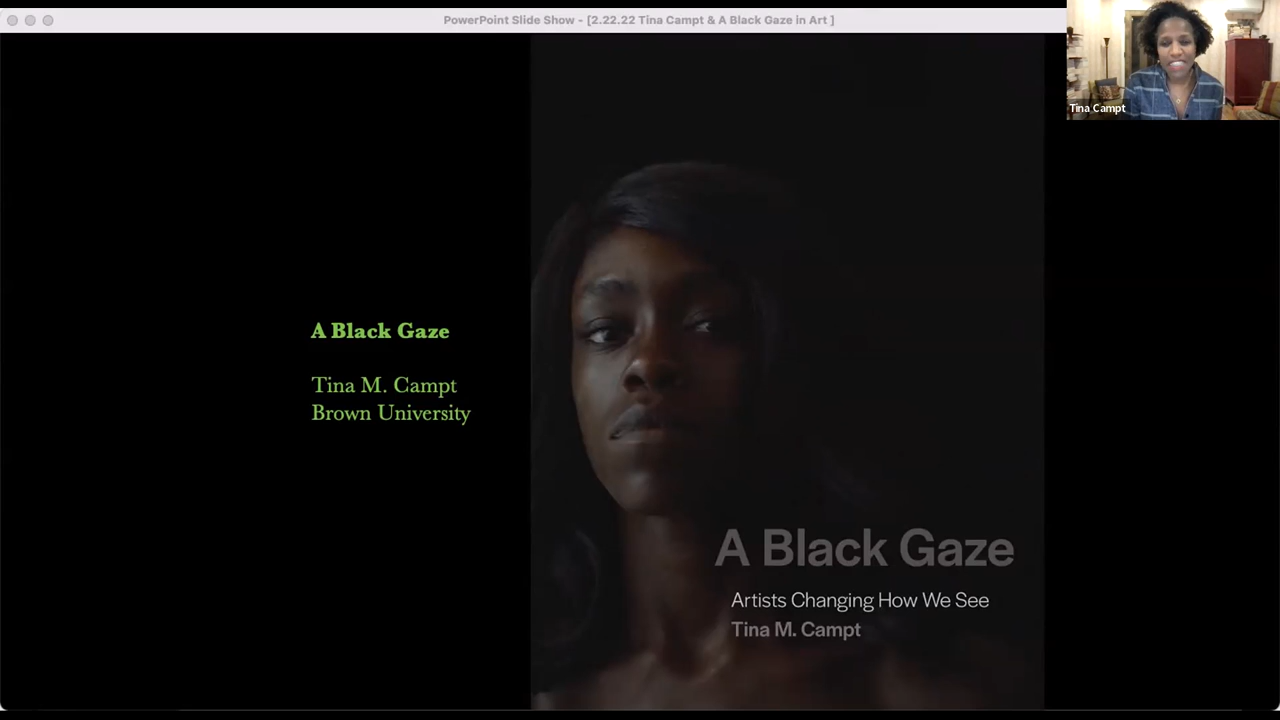 PowerPoint Slide Show - [2.22.22 Tina Campt & A Black Gaze in Art ]
Tina Campt
A Black Gaze
Tina M. Campt
Brown University
A Black Gaze
Artists Changing How We See
Tina M. Campt